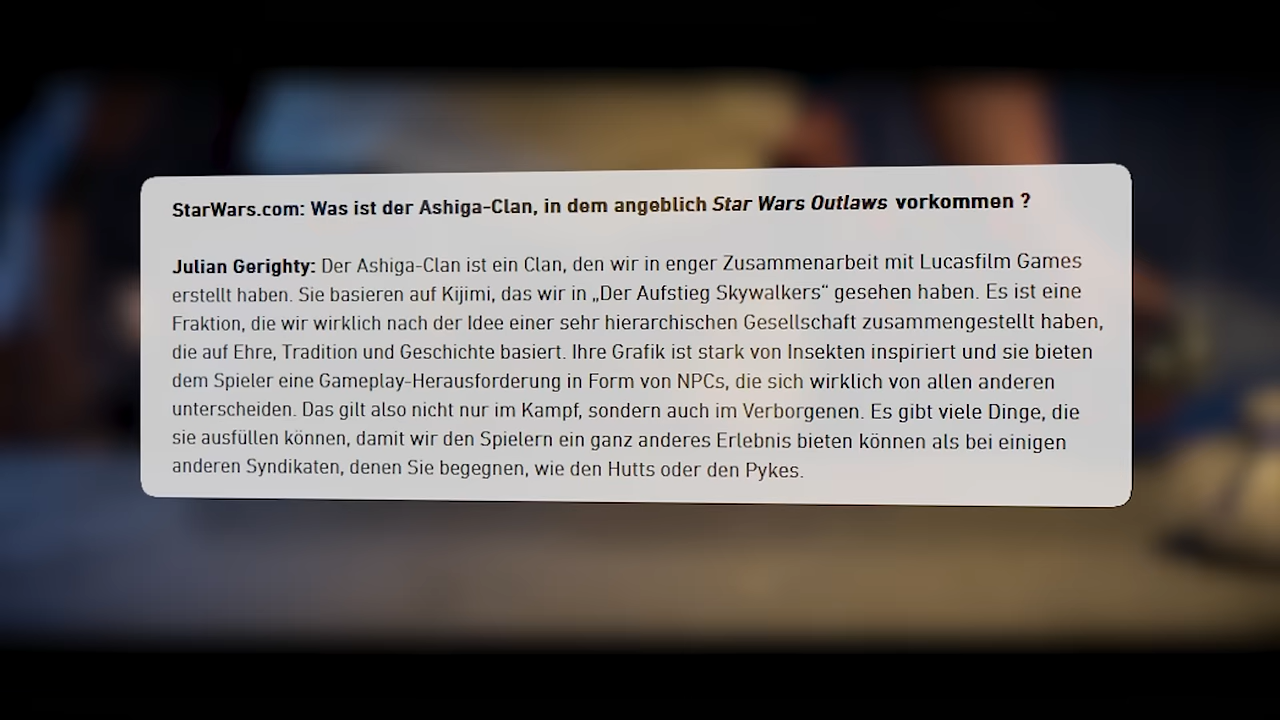 StarWars.com: Was ist der Ashiga-Clan, in dem angeblich Star Wars Outlaws vorkommen ?
Julian Gerighty: Der Ashiga-Clan ist ein Clan, den wir in enger Zusammenarbeit mit Lucasfilm Games
erstellt haben. Sie basieren auf Kijimi, das wir in „Der Aufstieg Skywalkers“ gesehen haben. Es ist eine
Fraktion, die wir wirklich nach der Idee einer sehr hierarchischen Gesellschaft zusammengestellt haben,
die auf Ehre, Tradition und Geschichte basiert. Ihre Grafik ist stark von Insekten inspiriert und sie bieten
dem Spieler eine Gameplay-Herausforderung in Form von NPCs, die sich wirklich von allen anderen
unterscheiden. Das gilt also nicht nur im Kampf, sondern auch im Verborgenen. Es gibt viele Dinge, die
sie ausfüllen können, damit wir den Spielern ein ganz anderes Erlebnis bieten können als bei einigen
anderen Syndikaten, denen Sie begegnen, wie den Hutts oder den Pykes.